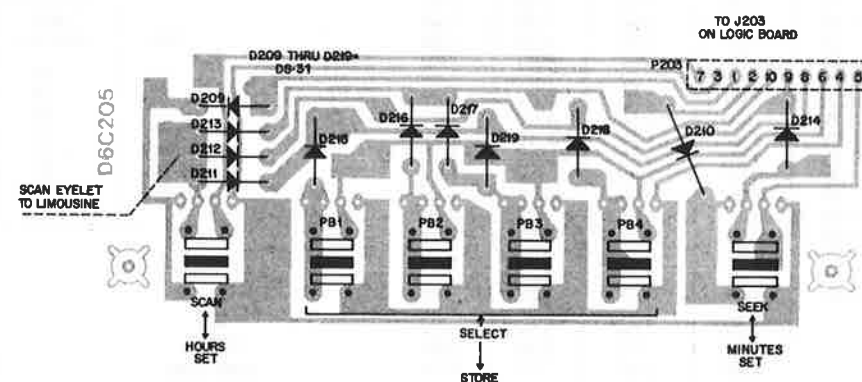 TO J203
ON LOGIC BOARD
D209 THRU D219=
D8-31
P203
7 3 1 2 10 9 8 6 5 4
D6C205
D209
D213
D212
D211
D216
D217
D219
D218
D210
D214
SCAN EYELET
TO LIMOUSINE
PB1
PB2
PB3
PB4
SCAN
SEEK
HOURS
SET
SELECT
MINUTES
SET
STORE